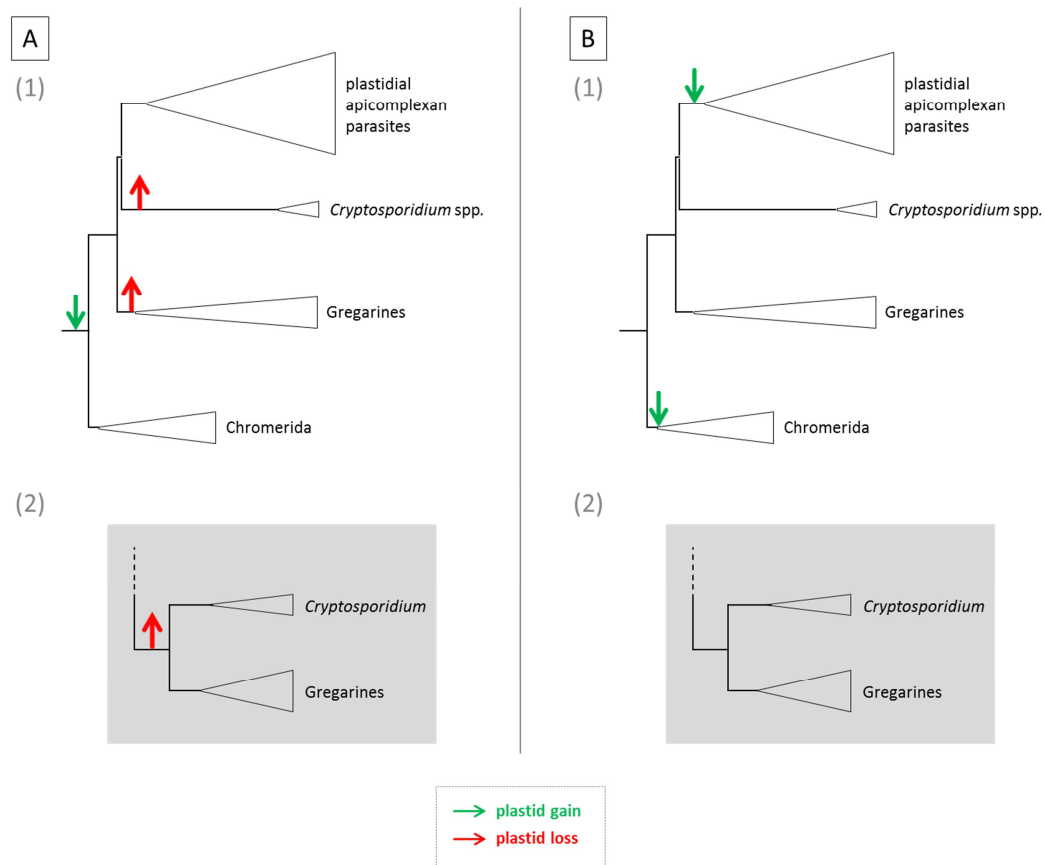 A
(1)
plastidial
apicomplexan
parasites
Cryptosporidium spp.
Gregarines
Chromerida
(2)
Cryptosporidium
Gregarines
B
(1)
plastidial
apicomplexan
parasites
Cryptosporidium spp.
Gregarines
Chromerida
(2)
Cryptosporidium
Gregarines
plastid gain
plastid loss